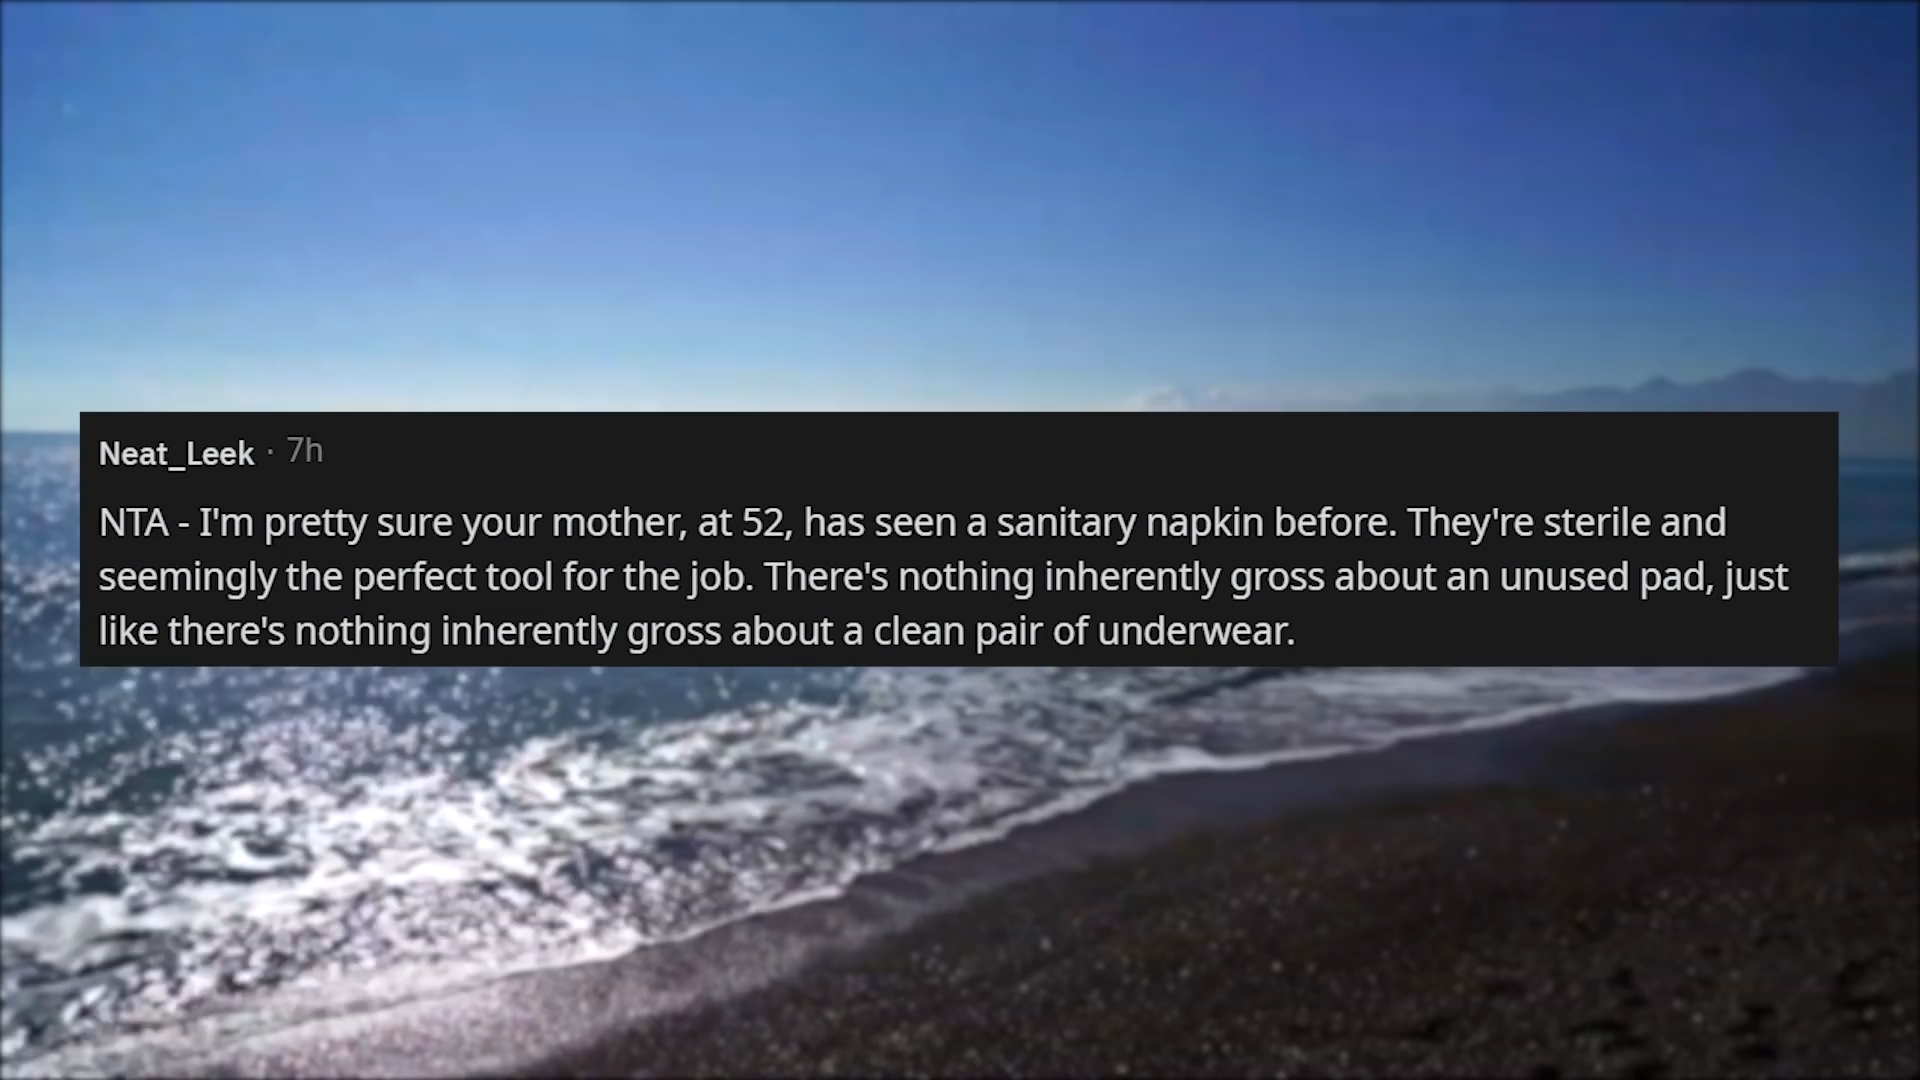 Neat_Leek · 7h
NTA - I'm pretty sure your mother, at 52, has seen a sanitary napkin before. They're sterile and
seemingly the perfect tool for the job. There's nothing inherently gross about an unused pad, just
like there's nothing inherently gross about a clean pair of underwear.